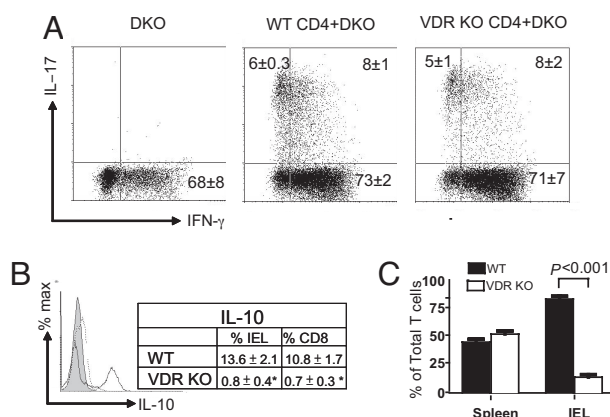 A
DKO
WT CD4+DKO
VDR KO CD4+DKO
IL-17
68±8
6±0.3
8±1
73±2
5±1
8±2
71±7
IFN-γ
B
% max
IL-10
IL-10
% IEL % CD8
WT 13.6 ± 2.1 10.8 ± 1.7
VDR KO 0.8 ± 0.4* 0.7 ± 0.3 *
C
% of Total T cells
100
75
50
25
0
WT
VDR KO
P<0.001
Spleen
IEL